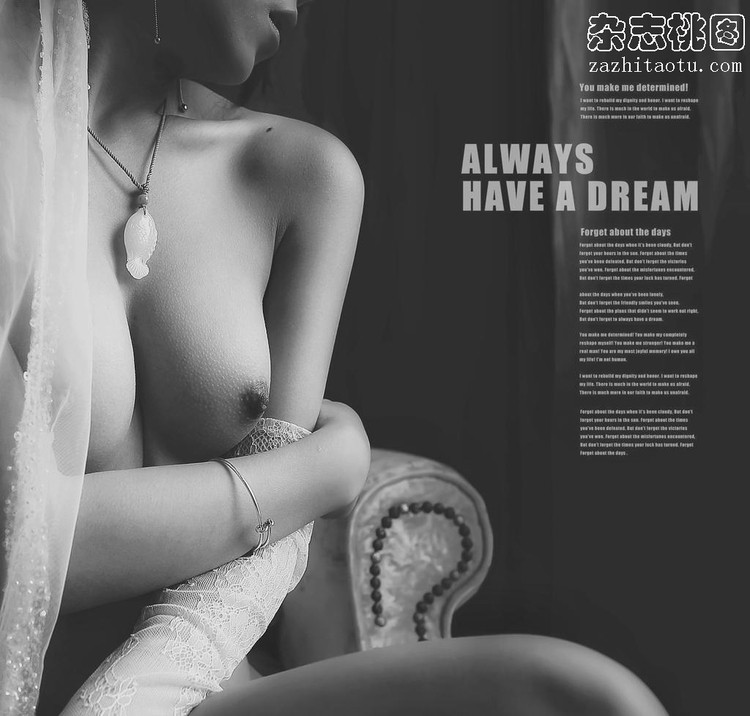 杂志桃图
zazhitaotu.com
You make me determined!
I want to rebuild my dignity and honor. I want to reshape
my life. There is much in the world to make us afraid.
There is much more in our faith to make us unafraid.
ALWAYS
HAVE A DREAM
Forget about the days
Forget about the days when it's been cloudy. But don't
forget your hours in the sun. Forget about the times
you've been defeated. But don't forget the victories
you've won. Forget about the misfortunes encountered.
But don't forget the times your luck has turned. Forget
about the days when you've been lonely.
But don't forget the friendly smiles you've seen.
Forget about the plans that didn't seem to work out right.
But don't forget to always have a dream.
You make me determined! You make my completely
reshape myself! You make me stronger! You make me a
real man! You are my most joyful memory! I owe you all
my life! I'm not human.
I want to rebuild my dignity and honor. I want to reshape
my life. There is much in the world to make us afraid.
There is much more in our faith to make us unafraid.
Forget about the days when it's been cloudy. But don't
forget your hours in the sun. Forget about the times
you've been defeated. But don't forget the victories
you've won. Forget about the misfortunes encountered.
But don't forget the times your luck has turned. Forget
Forget about the days .